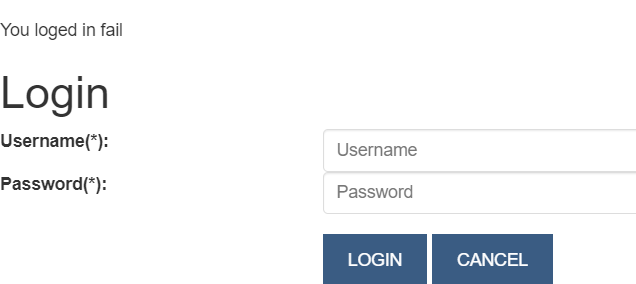 You loged in fail
Login
Username(*):
Username
Password(*):
Password
LOGIN CANCEL